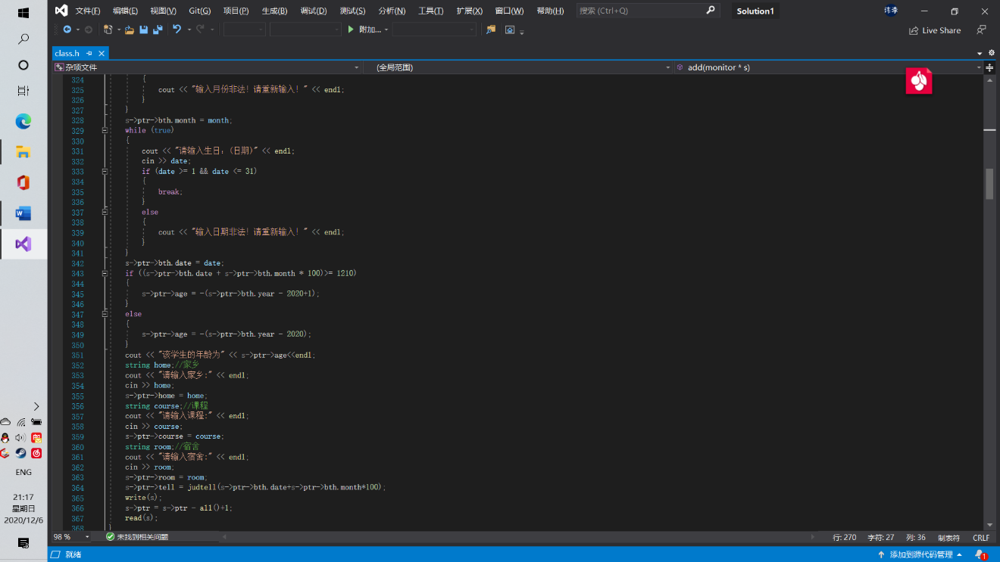 文件(F) 编辑(E) 视图(V) Git(G) 项目(P) 生成(B) 调试(D) 测试(S) 分析(N) 工具(T) 扩展(X) 窗口(W) 帮助(H) 搜索 (Ctrl+Q) Solution1 纬李
附加... Live Share
class.h
杂项文件 (全局范围) add(monitor * s)
324 {
325 cout << "输入月份非法! 请重新输入! " << endl;
326 }
327 }
328 s->ptr->bth.month = month;
329 while (true)
330 {
331 cout << "请输入生日: (日期)" << endl;
332 cin >> date;
333 if (date >= 1 && date <= 31)
334 {
335 break;
336 }
337 else
338 {
339 cout << "输入日期非法! 请重新输入! " << endl;
340 }
341 }
342 s->ptr->bth.date = date;
343 if ((s->ptr->bth.date + s->ptr->bth.month * 100)>= 1210)
344 {
345 s->ptr->age = -(s->ptr->bth.year - 2020+1);
346 }
347 else
348 {
349 s->ptr->age = -(s->ptr->bth.year - 2020);
350 }
351 cout << "该学生的年龄为" << s->ptr->age<<endl;
352 string home;//家乡
353 cout << "请输入家乡:" << endl;
354 cin >> home;
355 s->ptr->home = home;
356 string course;//课程
357 cout << "请输入课程:" << endl;
358 cin >> course;
359 s->ptr->course = course;
360 string room;//宿舍
361 cout << "请输入宿舍:" << endl;
362 cin >> room;
363 s->ptr->room = room;
364 s->ptr->tell = judtell(s->ptr->bth.date+s->ptr->bth.month*100);
365 write(s);
366 s->ptr = s->ptr - all()+1;
367 read(s);
368 }
98 % 未找到相关问题 行: 270 字符: 27 列: 36 制表符 CRLF
就绪 添加到源代码管理 1
ENG
21:17
星期日
2020/12/6